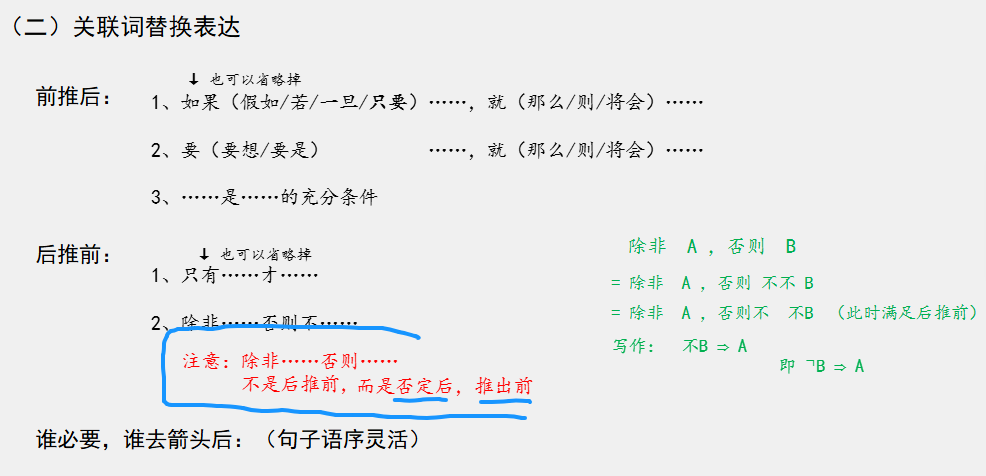 （二）关联词替换表达
↓ 也可以省略掉
前推后： 1、如果（假如/若/一旦/只要）……，就（那么/则/将会）……
2、要（要想/要是） ……，就（那么/则/将会）……
3、……是……的充分条件
后推前： ↓ 也可以省略掉
1、只有……才……
2、除非……否则不……
注意：除非……否则……
不是后推前，而是否定后，推出前
除非 A ，否则 B
= 除非 A ，否则 不不 B
= 除非 A ，否则不 不B （此时满足后推前）
写作： 不B ⇒ A
即 ¬B ⇒ A
谁必要，谁去箭头后：（句子语序灵活）